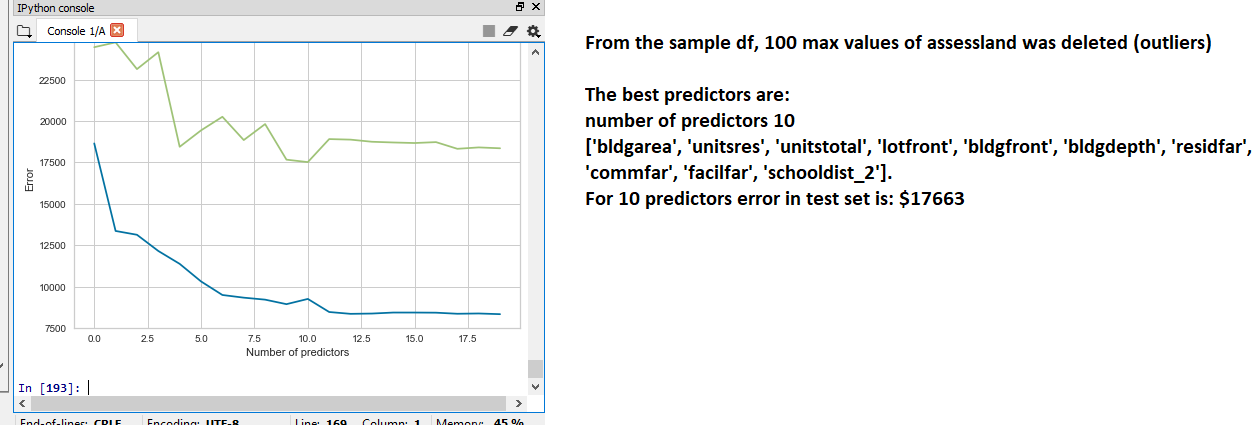 IPython console
Console 1/A
22500
20000
17500
15000
12500
10000
7500
Error
0.0 2.5 5.0 7.5 10.0 12.5 15.0 17.5
Number of predictors
In [193]:
End-of-lines: CRLF Encoding: UTF-8 Line: 169 Column: 1 Memory: 45 %
From the sample df, 100 max values of assessland was deleted (outliers)
The best predictors are:
number of predictors 10
['bldgarea', 'unitsres', 'unitstotal', 'lotfront', 'bldgfront', 'bldgdepth', 'residfar',
'commfar', 'facilfar', 'schooldist_2'].
For 10 predictors error in test set is: $17663